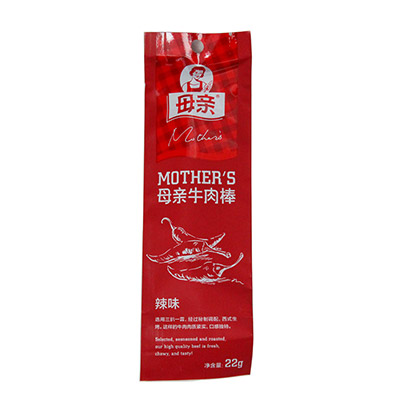 母亲
Mother's
MOTHER'S
母亲牛肉棒
辣味
Selected, seasoned and roasted,
our high quality beef is fresh,
chewy, and tasty!
净含量: 22g